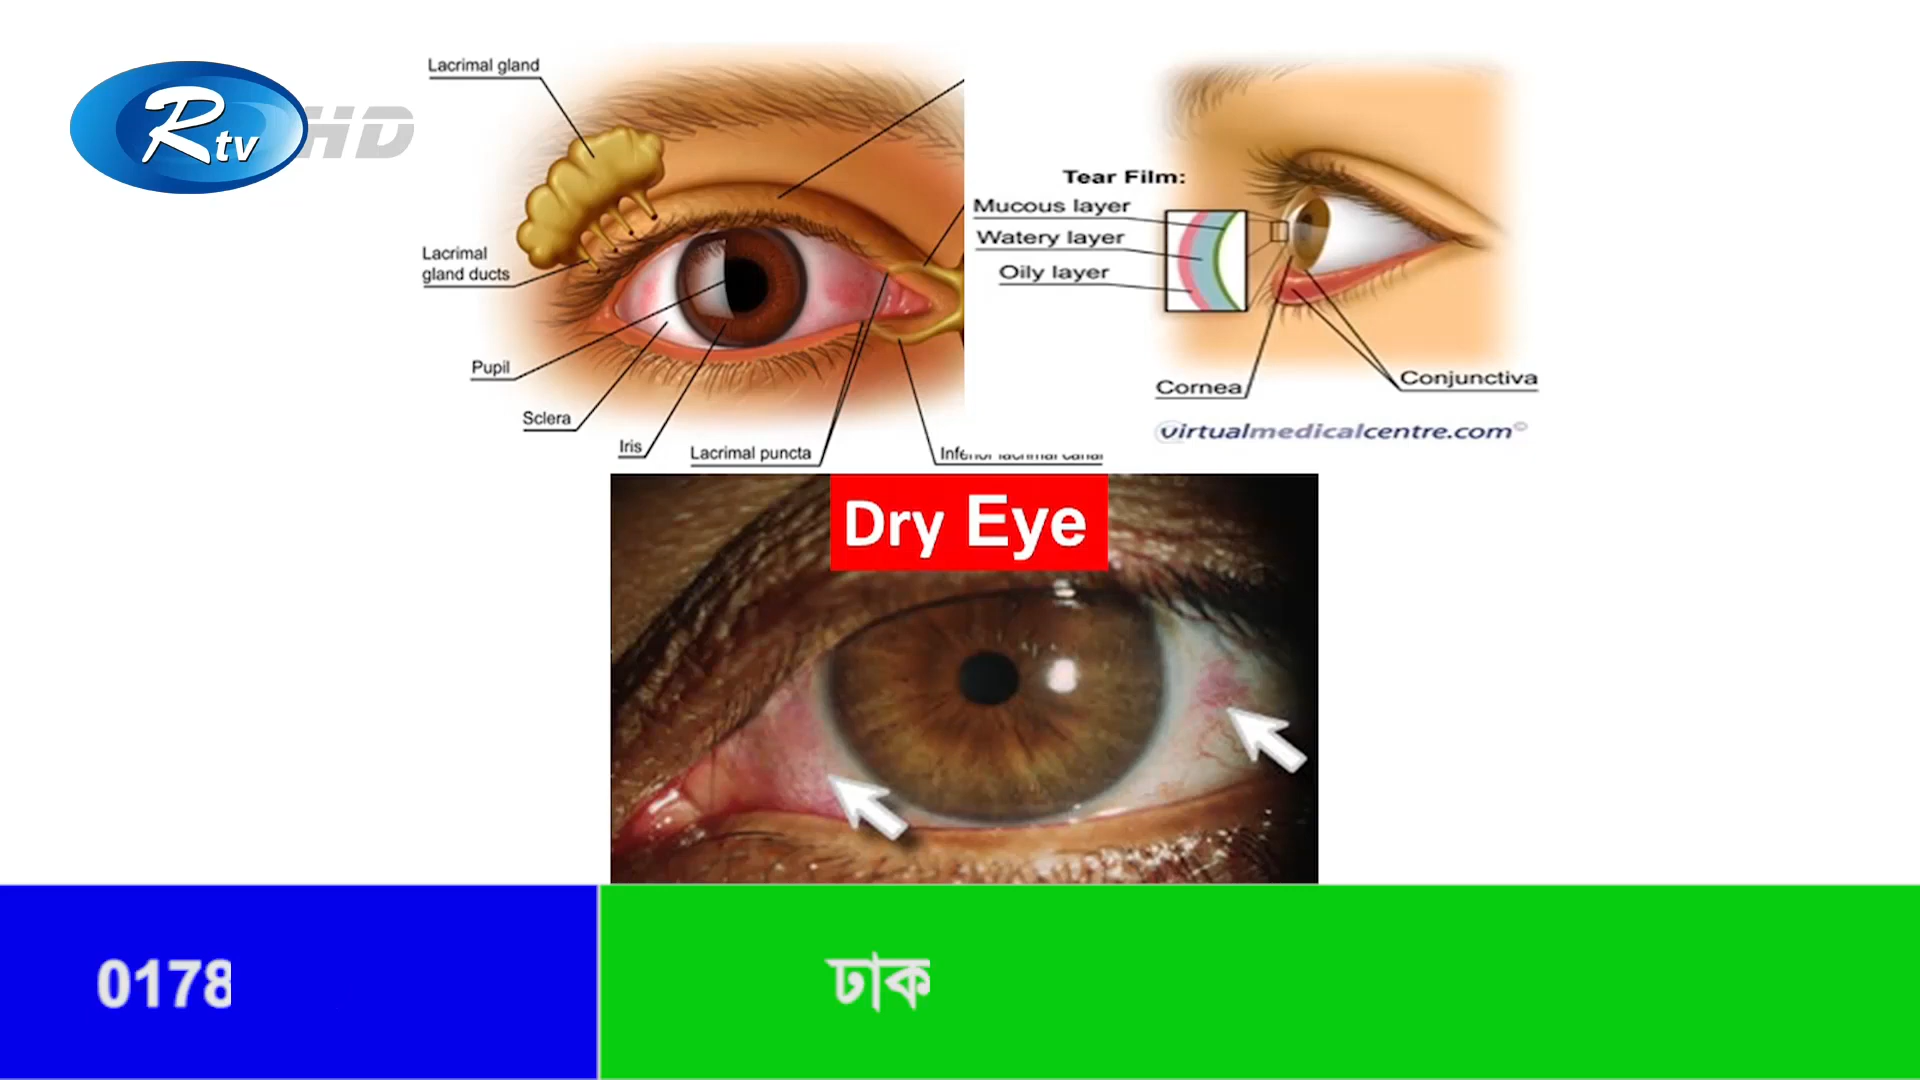 Rtv HD
Lacrimal gland
Lacrimal
gland ducts
Pupil
Sclera
Iris
Lacrimal puncta
Tear Film:
Mucous layer
Watery layer
Oily layer
Cornea
Conjunctiva
virtualmedicalcentre.com©
Dry Eye
0178
ঢাক